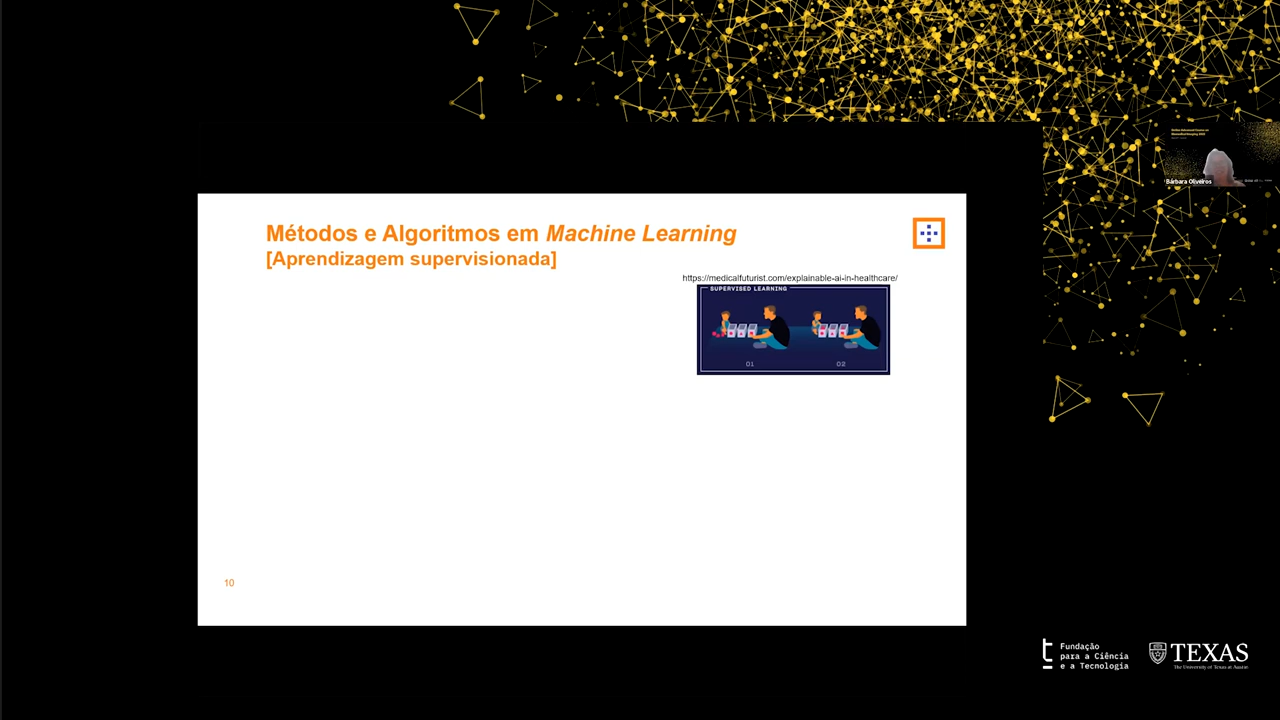 Bárbara Oliveiros
Métodos e Algoritmos em Machine Learning
[Aprendizagem supervisionada]
https://medicalfuturist.com/explainable-ai-in-healthcare/
SUPERVISED LEARNING
01
02
10
Fundação
para a Ciência
e a Tecnologia
TEXAS
The University of Texas at Austin